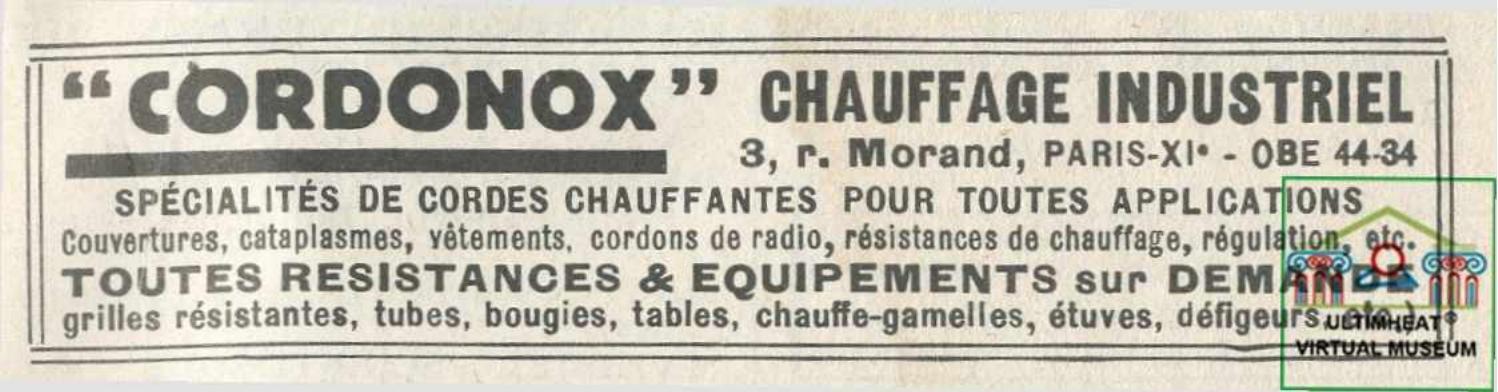 “CORDONOX” CHAUFFAGE INDUSTRIEL
3, r. Morand, PARIS-XIe - OBE 44-34
SPÉCIALITÉS DE CORDES CHAUFFANTES POUR TOUTES APPLICATIONS
Couvertures, cataplasmes, vêtements, cordons de radio, résistances de chauffage, régulation, etc.
TOUTES RESISTANCES & EQUIPEMENTS sur DEMANDE
grilles résistantes, tubes, bougies, tables, chauffe-gamelles, étuves, défigeurs,
ULTIMHEAT®
VIRTUAL MUSEUM